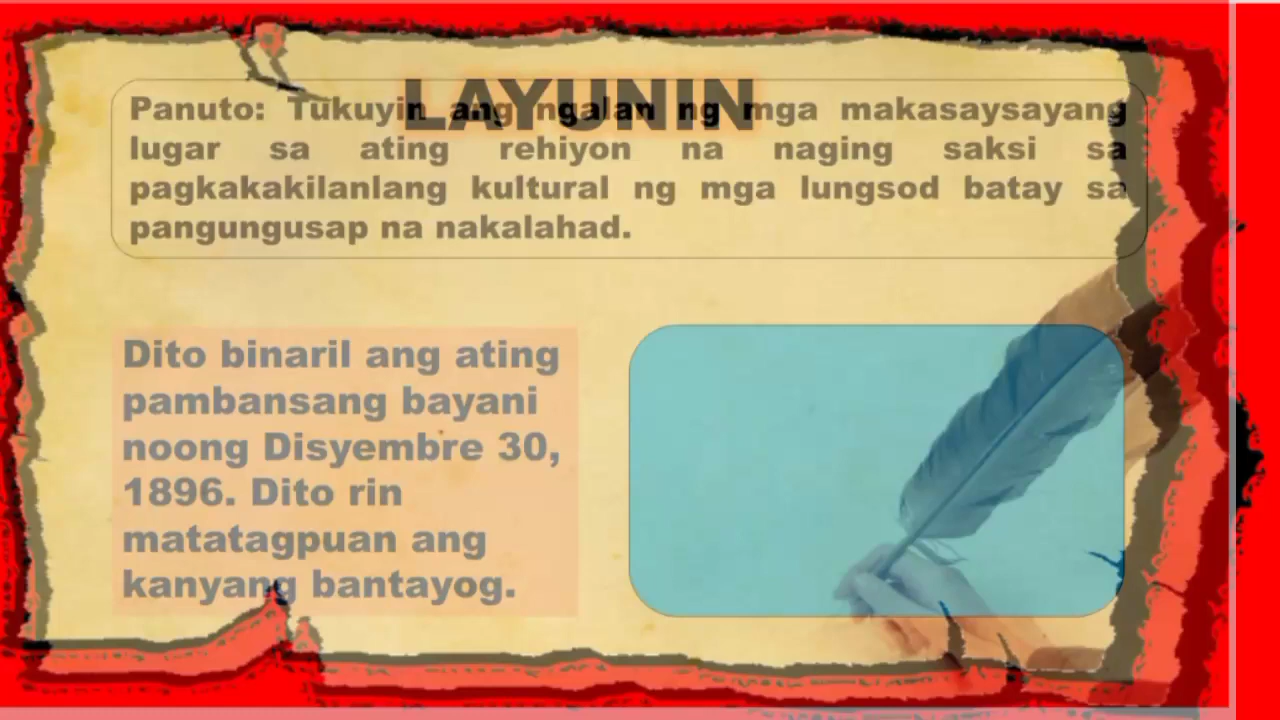 LAYUNIN
Panuto: Tukuyin ang ngalan ng mga makasaysayang
lugar sa ating rehiyon na naging saksi sa
pagkakakilanlang kultural ng mga lungsod batay sa
pangungusap na nakalahad.
Dito binaril ang ating
pambansang bayani
noong Disyembre 30,
1896. Dito rin
matatagpuan ang
kanyang bantayog.